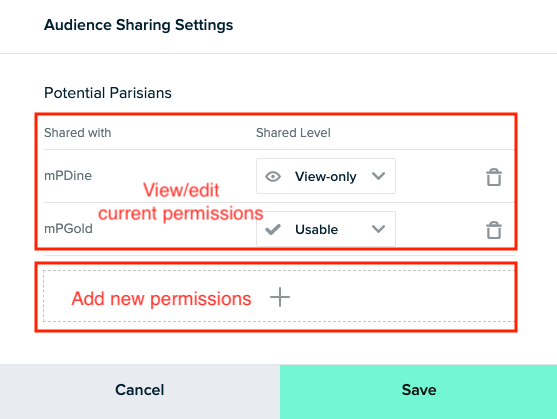 Audience Sharing Settings
Potential Parisians
Shared with Shared Level
mPDine View-only
View/edit
current permissions
mPGold Usable
Add new permissions
Cancel Save